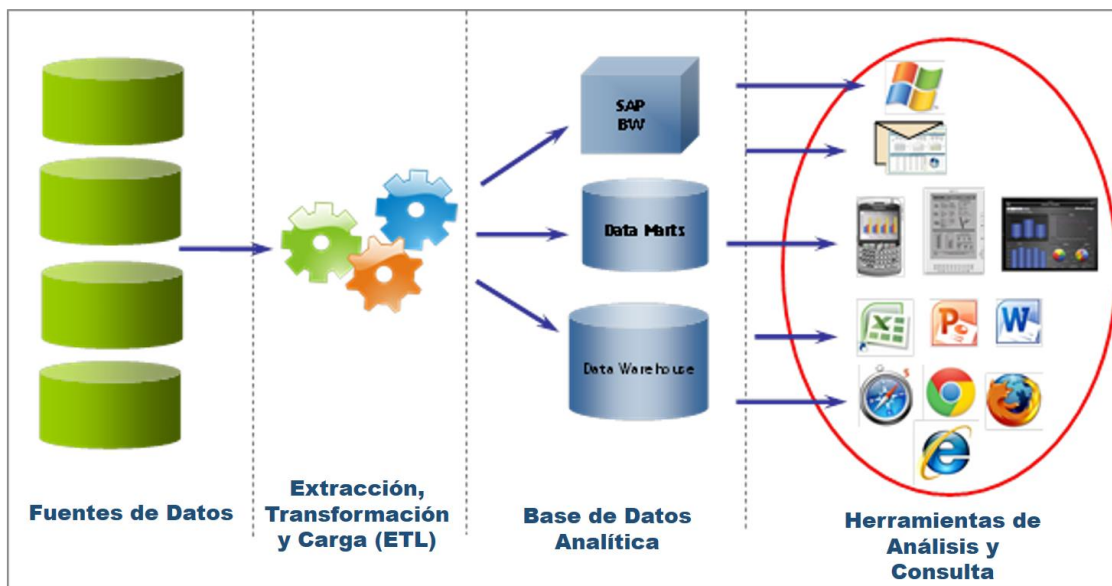 SAP
BW
Data Marts
Data Warehouse
Fuentes de Datos
Extracción,
Transformación
y Carga (ETL)
Base de Datos
Analítica
Herramientas de
Análisis y
Consulta